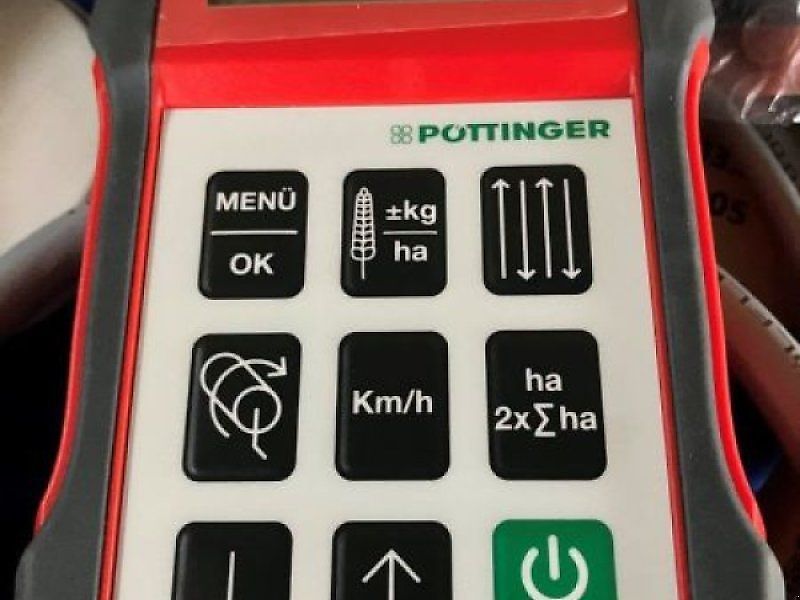 PÖTTINGER
MENÜ
OK
±kg
ha
Km/h
ha
2x∑ha